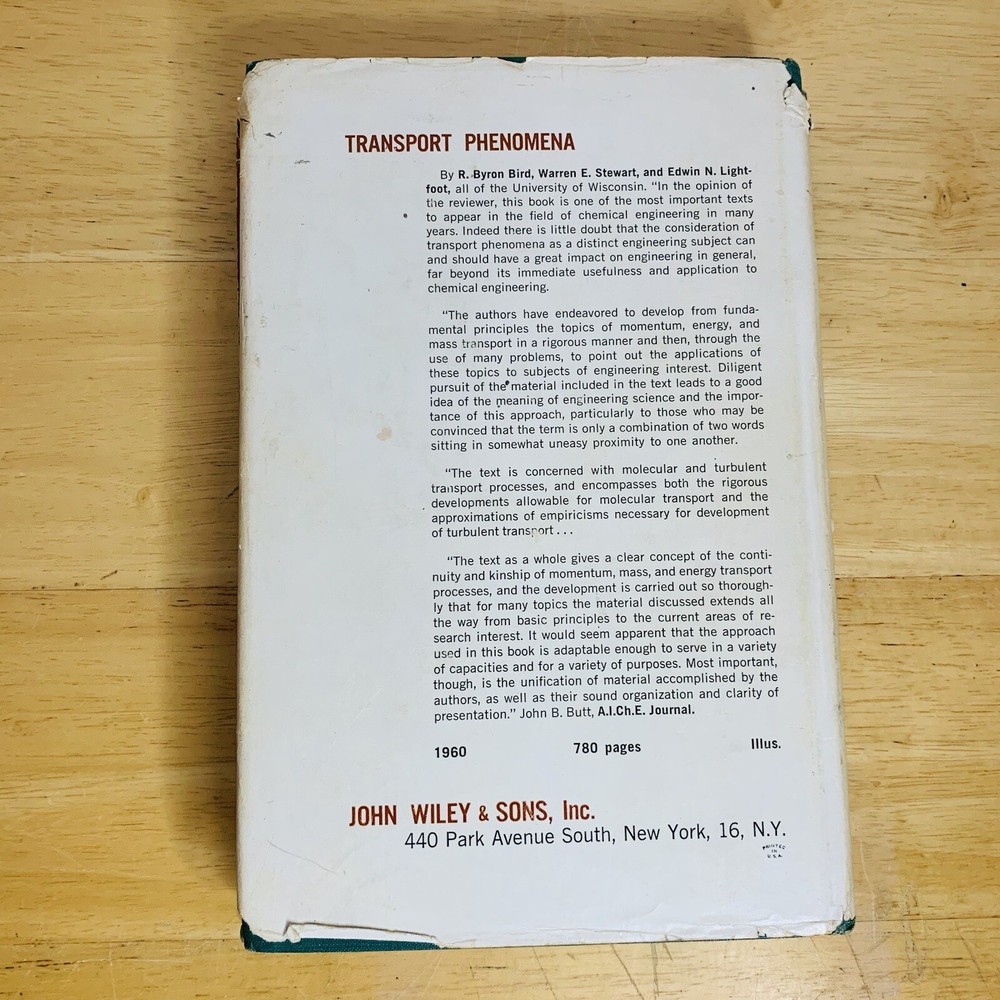 TRANSPORT PHENOMENA
By R. Byron Bird, Warren E. Stewart, and Edwin N. Light-
foot, all of the University of Wisconsin. “In the opinion of
the reviewer, this book is one of the most important texts
to appear in the field of chemical engineering in many
years. Indeed there is little doubt that the consideration of
transport phenomena as a distinct engineering subject can
and should have a great impact on engineering in general,
far beyond its immediate usefulness and application to
chemical engineering.
“The authors have endeavored to develop from funda-
mental principles the topics of momentum, energy, and
mass transport in a rigorous manner and then, through the
use of many problems, to point out the applications of
these topics to subjects of engineering interest. Diligent
pursuit of the material included in the text leads to a good
idea of the meaning of engineering science and the impor-
tance of this approach, particularly to those who may be
convinced that the term is only a combination of two words
sitting in somewhat uneasy proximity to one another.
“The text is concerned with molecular and turbulent
transport processes, and encompasses both the rigorous
developments allowable for molecular transport and the
approximations of empiricisms necessary for development
of turbulent transport . . .
“The text as a whole gives a clear concept of the conti-
nuity and kinship of momentum, mass, and energy transport
processes, and the development is carried out so thorough-
ly that for many topics the material discussed extends all
the way from basic principles to the current areas of re-
search interest. It would seem apparent that the approach
used in this book is adaptable enough to serve in a variety
of capacities and for a variety of purposes. Most important,
though, is the unification of material accomplished by the
authors, as well as their sound organization and clarity of
presentation.” John B. Butt, A.I.Ch.E. Journal.
1960 780 pages Illus.
JOHN WILEY & SONS, Inc.
440 Park Avenue South, New York, 16, N.Y.
PRINTED
IN
U.S.A.